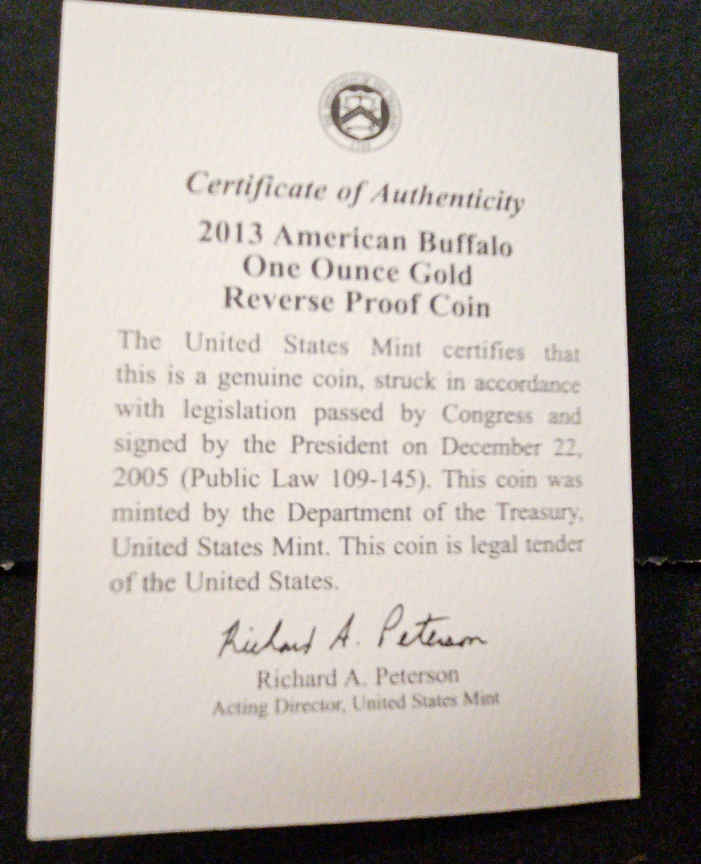 Certificate of Authenticity
2013 American Buffalo
One Ounce Gold
Reverse Proof Coin
The United States Mint certifies that
this is a genuine coin, struck in accordance
with legislation passed by Congress and
signed by the President on December 22,
2005 (Public Law 109-145). This coin was
minted by the Department of the Treasury,
United States Mint. This coin is legal tender
of the United States.
Richard A. Peterson
Richard A. Peterson
Acting Director, United States Mint